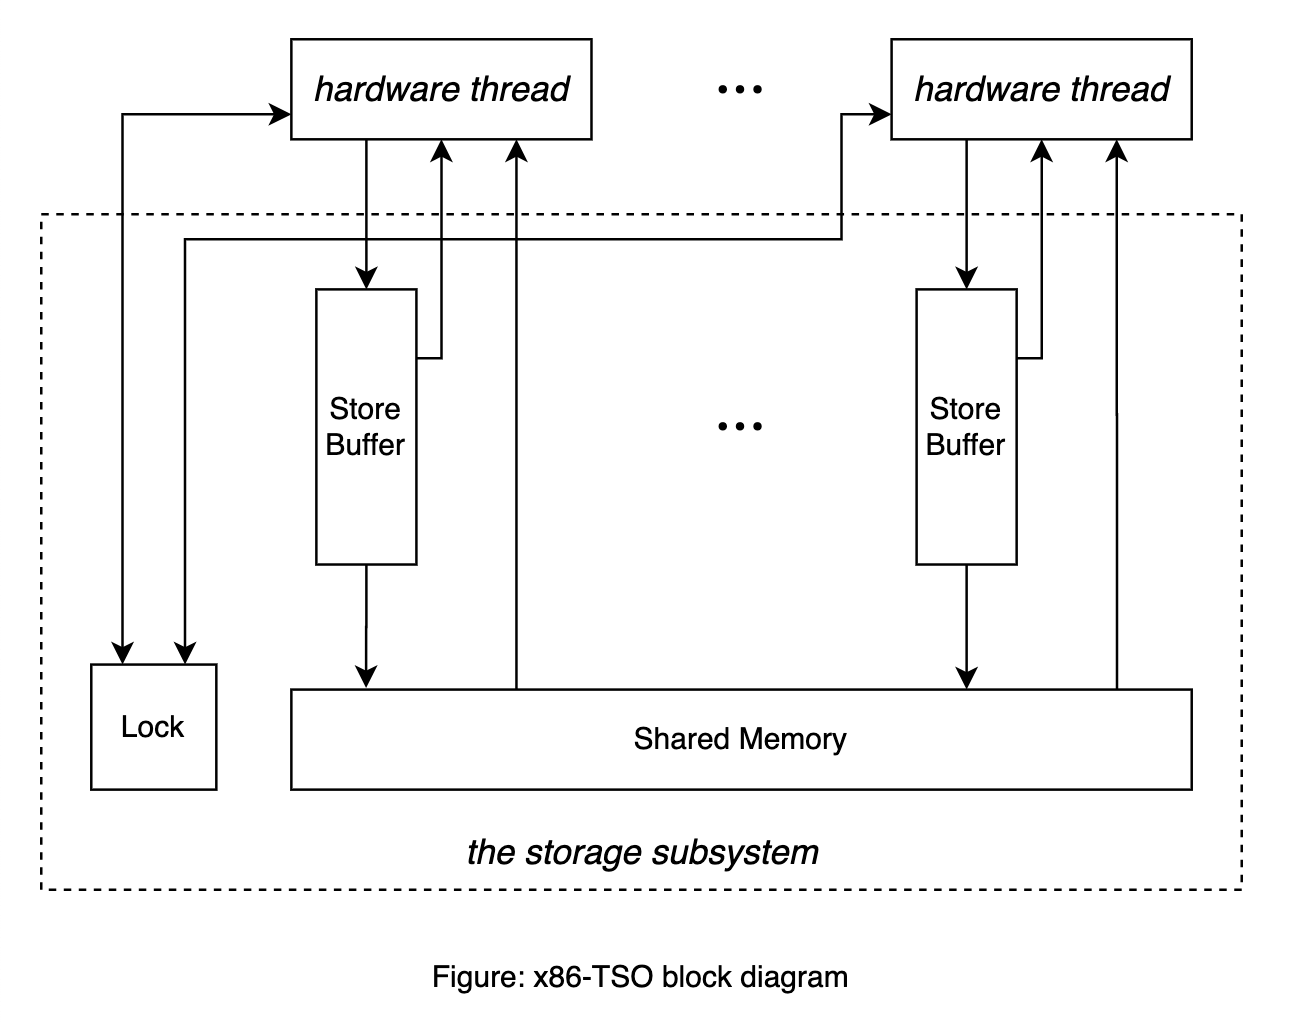 hardware thread
...
hardware thread
Store
Buffer
...
Store
Buffer
Lock
Shared Memory
the storage subsystem
Figure: x86-TSO block diagram